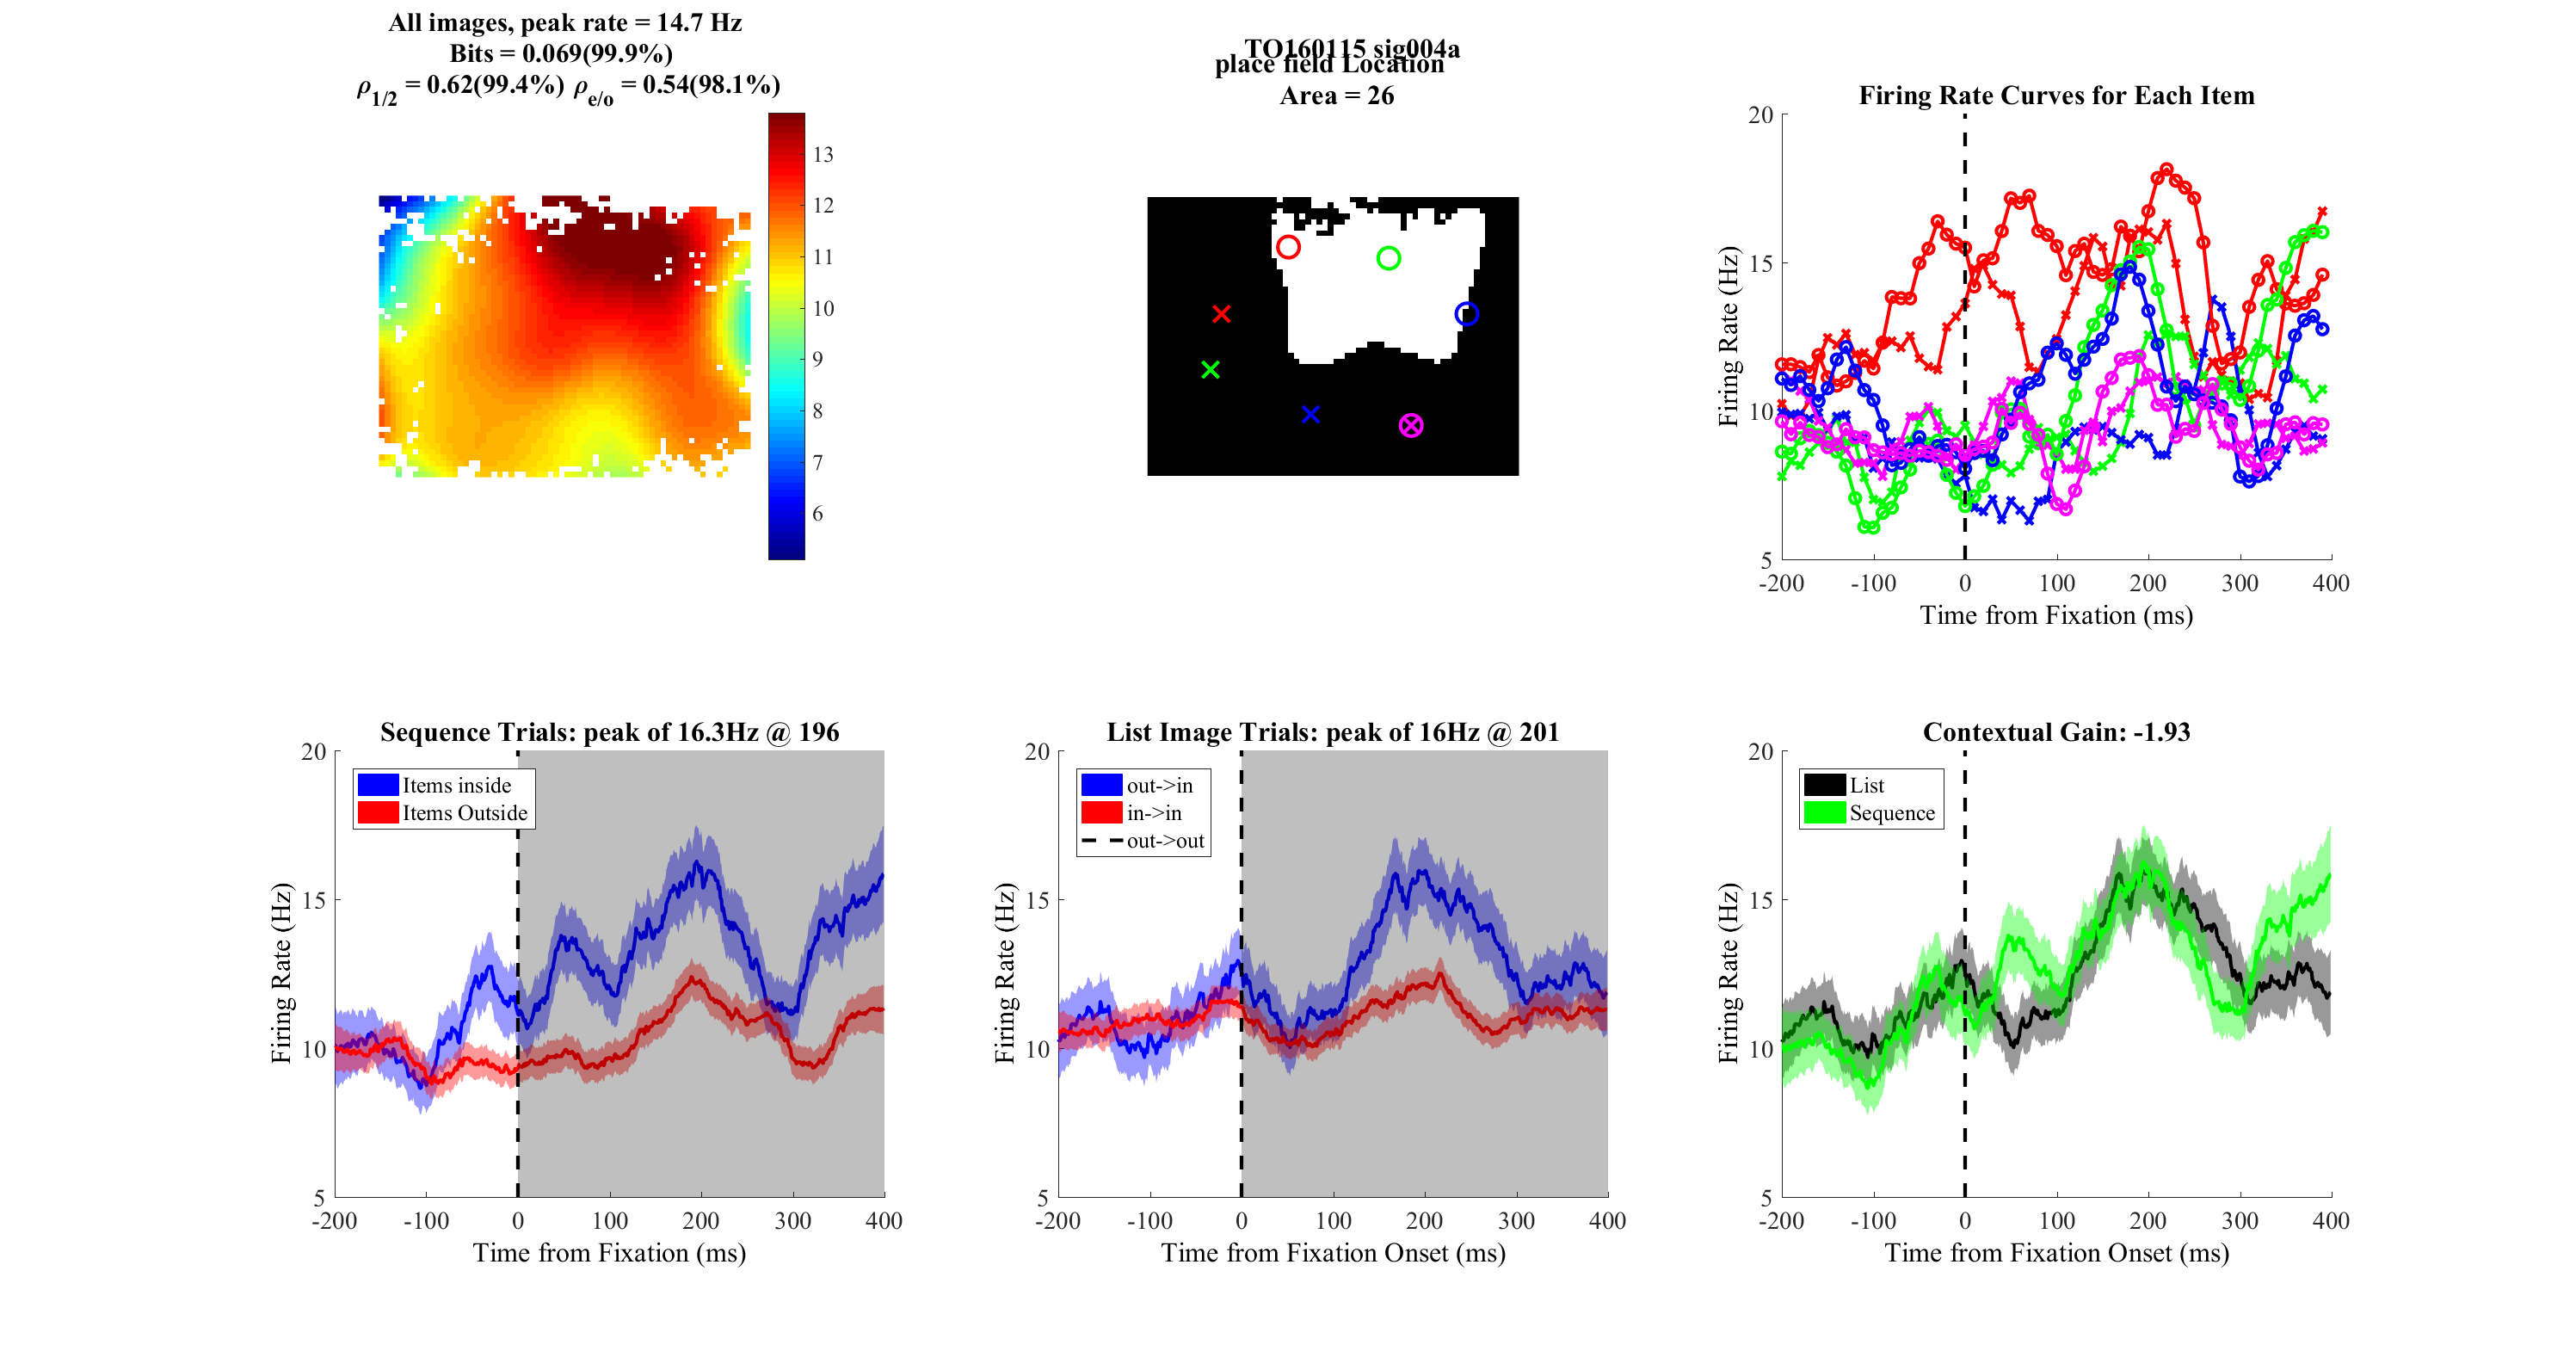 All images, peak rate = 14.7 Hz
Bits = 0.069(99.9%)
ρ1/2 = 0.62(99.4%) ρe/o = 0.54(98.1%)
13
12
11
10
9
8
7
6
TO160115 sig004a
place field Location
Area = 26
Firing Rate Curves for Each Item
20
15
10
5
Firing Rate (Hz)
-200 -100 0 100 200 300 400
Time from Fixation (ms)
Sequence Trials: peak of 16.3Hz @ 196
20
15
10
5
Firing Rate (Hz)
Items inside
Items Outside
-200 -100 0 100 200 300 400
Time from Fixation (ms)
List Image Trials: peak of 16Hz @ 201
20
15
10
5
Firing Rate (Hz)
out->in
in->in
out->out
-200 -100 0 100 200 300 400
Time from Fixation Onset (ms)
Contextual Gain: -1.93
20
15
10
5
Firing Rate (Hz)
List
Sequence
-200 -100 0 100 200 300 400
Time from Fixation Onset (ms)